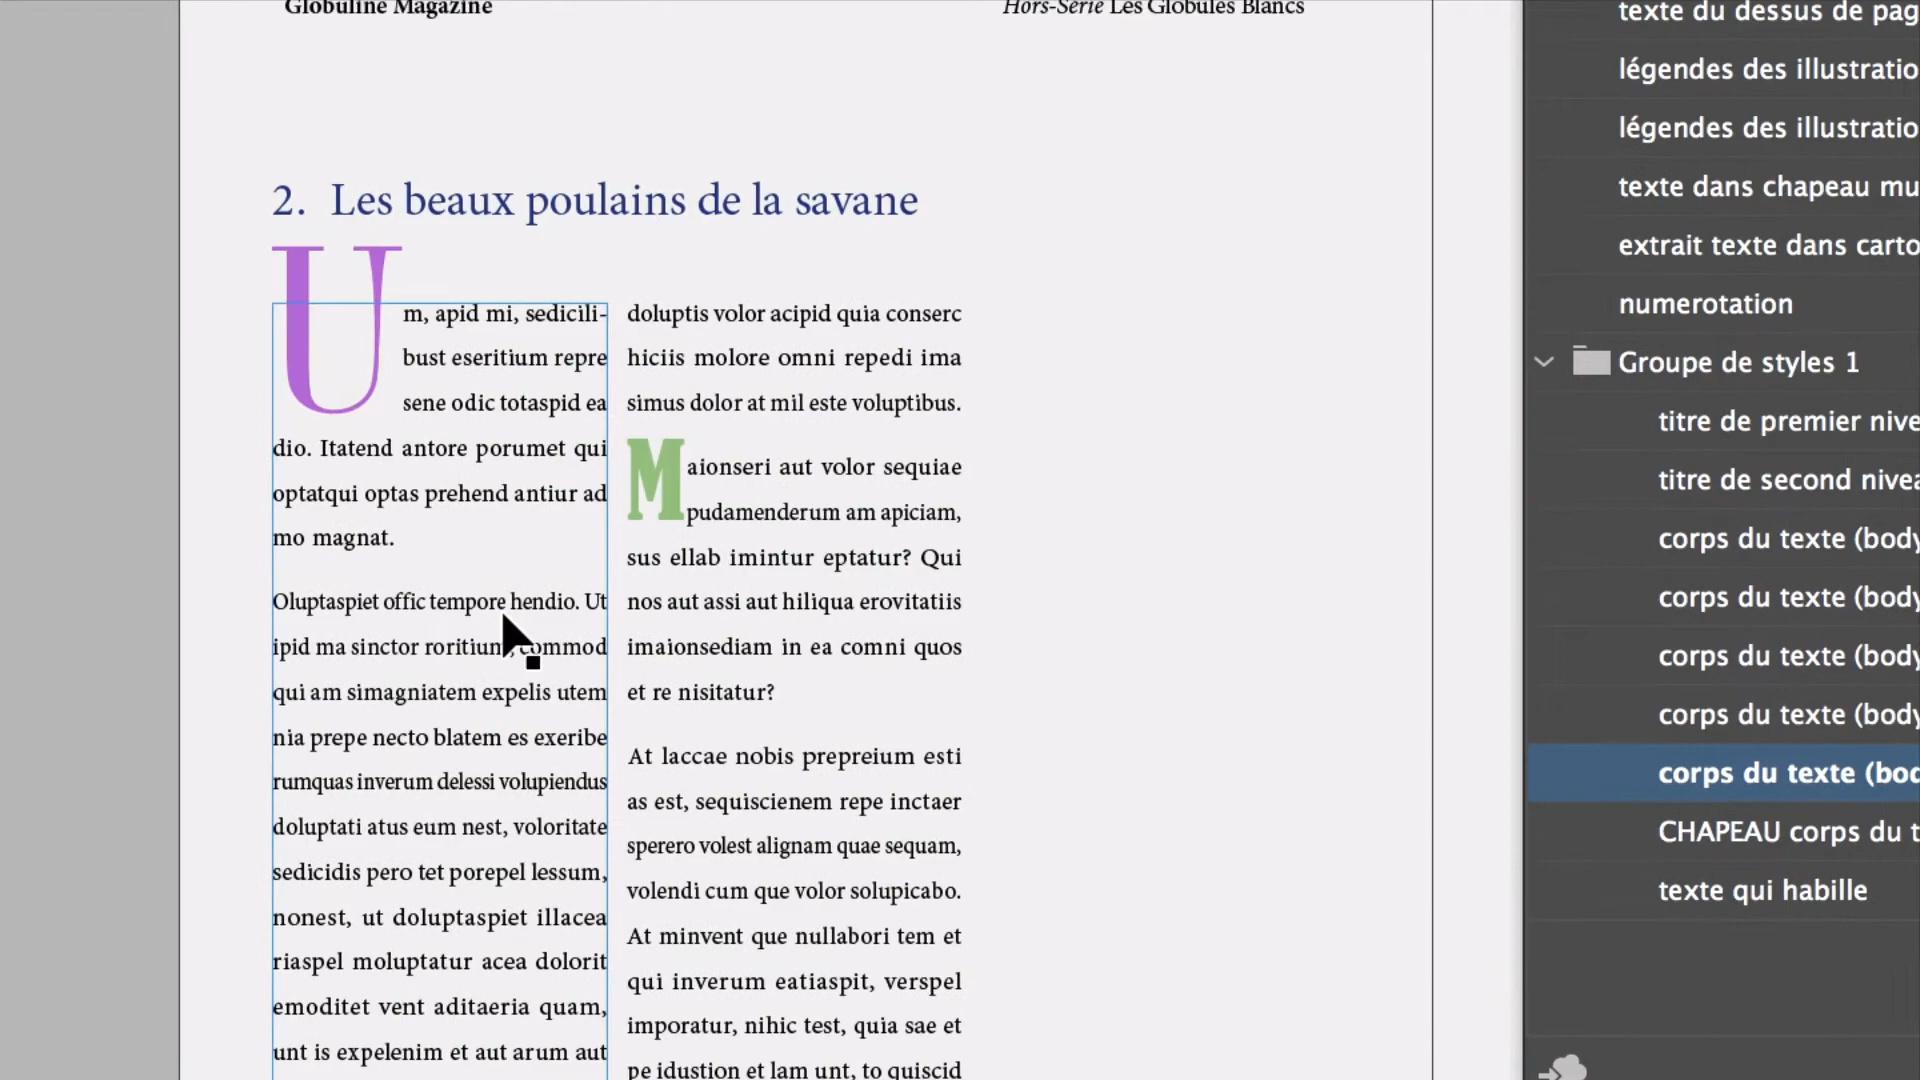 Globuline Magazine
Hors-Série Les Globules Blancs
2. Les beaux poulains de la savane
Um, apid mi, sedicili-
bust eseritium repre
sene odic totaspid ea
dio. Itatend antore porumet qui
optatqui optas prehend antiur ad
mo magnat.
Oluptaspiet offic tempore hendio. Ut
ipid ma sinctor roritium, commod
qui am simagniatem expelis utem
nia prepe necto blatem es exeribe
rumquas inverum delessi volupiendus
doluptati atus eum nest, voloritate
sedicidis pero tet porepel lessum,
nonest, ut doluptaspiet illacea
riaspel moluptatur acea dolorit
emoditet vent aditaeria quam,
unt is expelenim et aut arum aut
doluptis volor acipid quia conserc
hiciis molore omni repedi ima
simus dolor at mil este voluptibus.
Maionseri aut volor sequiae
pudamenderum am apiciam,
sus ellab imintur eptatur? Qui
nos aut assi aut hiliqua erovitatiis
imaionsediam in ea comni quos
et re nisitatur?
At laccae nobis prepreium esti
as est, sequiscienem repe inctaer
sperero volest alignam quae sequam,
volendi cum que volor solupicabo.
At minvent que nullabori tem et
qui inverum eatiaspit, verspel
imporatur, nihic test, quia sae et
pe idustion et lam unt, to quiscid
texte du dessus de pag
légendes des illustratio
légendes des illustratio
texte dans chapeau mu
extrait texte dans carto
numerotation
Groupe de styles 1
titre de premier nive
titre de second nivea
corps du texte (body
corps du texte (body
corps du texte (body
corps du texte (body
corps du texte (bod
CHAPEAU corps du t
texte qui habille